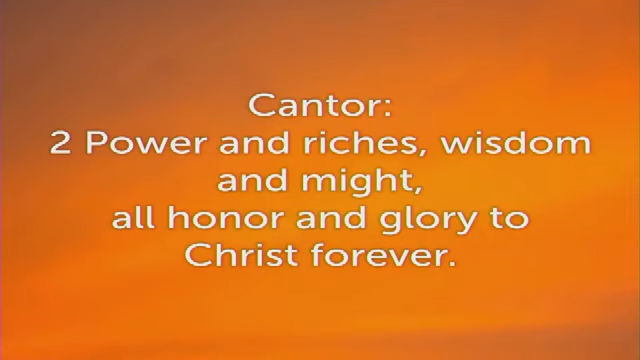 Cantor:
2 Power and riches, wisdom
and might,
all honor and glory to
Christ forever.